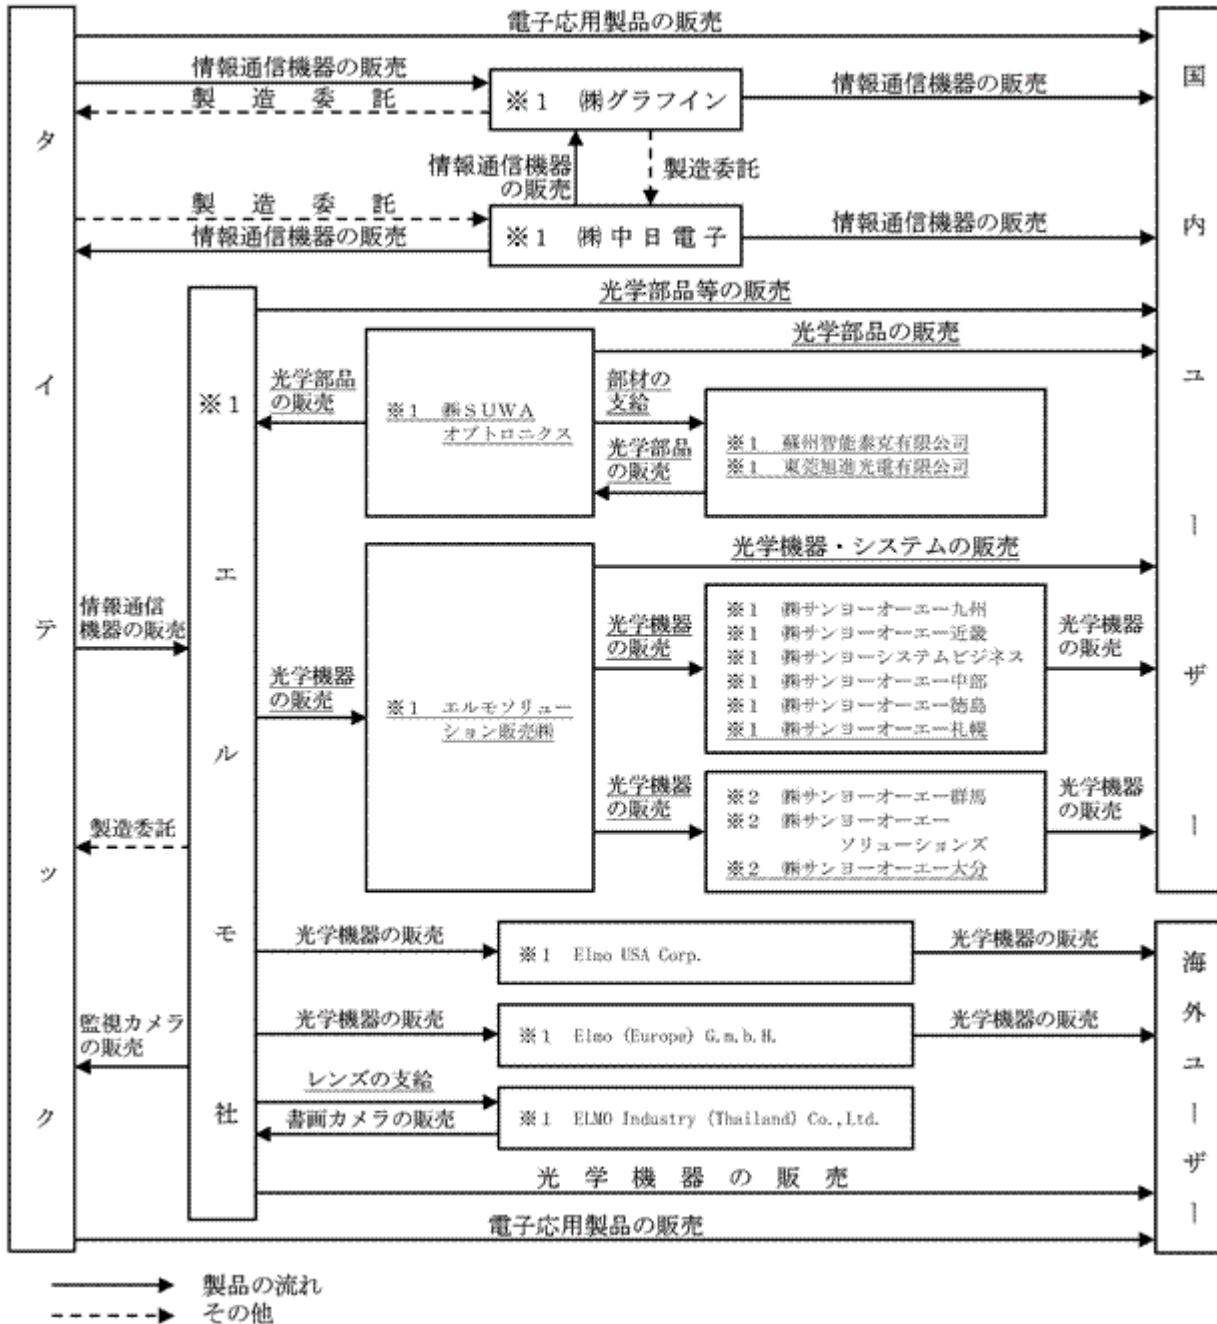 電子応用製品の販売
情報通信機器の販売
製造委託
※1 ㈱グラフイン
情報通信機器の販売
情報通信機器
の販売
製造委託
製造委託
情報通信機器の販売
※1 ㈱中日電子
情報通信機器の販売
タイテック
国内ユーザー
光学部品等の販売
光学部品の販売
※1 エルモ社
光学部品
の販売
※1 ㈱SUWA
オプトロニクス
部材の
支給
光学部品
の販売
※1 蘇州智能泰克有限公司
※1 東莞旭進光電有限公司
光学機器・システムの販売
情報通信
機器の販売
光学機器
の販売
※1 エルモソリュー
ション販売㈱
光学機器
の販売
※1 ㈱サンヨーオーエー九州
※1 ㈱サンヨーオーエー近畿
※1 ㈱サンヨーシステムビジネス
※1 ㈱サンヨーオーエー中部
※1 ㈱サンヨーオーエー徳島
※1 ㈱サンヨーオーエー札幌
光学機器
の販売
光学機器
の販売
※2 ㈱サンヨーオーエー群馬
※2 ㈱サンヨーオーエー
ソリューションズ
※2 ㈱サンヨーオーエー大分
光学機器
の販売
製造委託
光学機器の販売
※1 Elmo USA Corp.
光学機器の販売
海外ユーザー
監視カメラ
の販売
光学機器の販売
※1 Elmo (Europe) G.m.b.H.
光学機器の販売
レンズの支給
書画カメラの販売
※1 ELMO Industry (Thailand) Co.,Ltd.
光学機器の販売
電子応用製品の販売
製品の流れ
その他